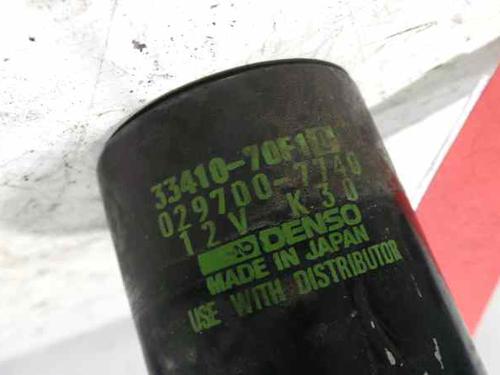 029700-7740
12V K30
DENSO
MADE IN JAPAN
USE WITH DISTRIBUTOR